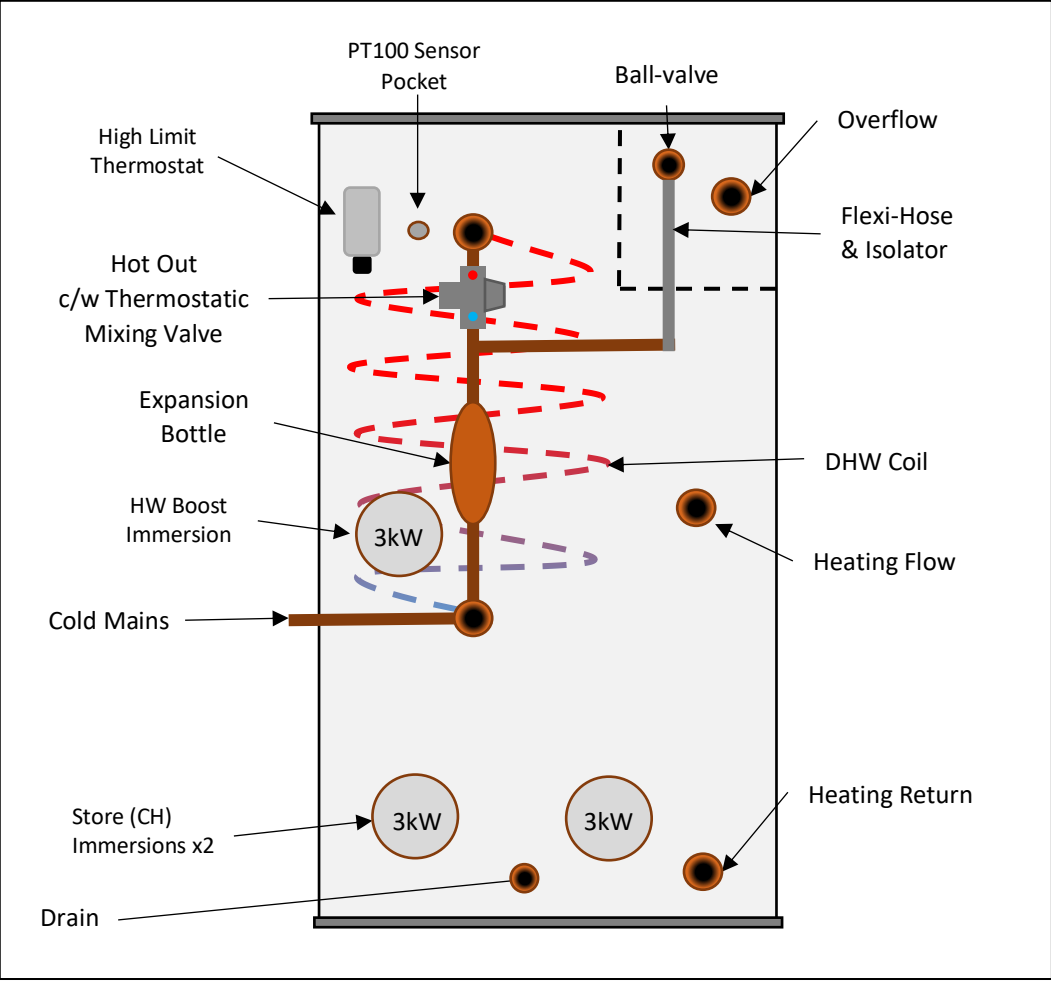 PT100 Sensor
Pocket
Ball-valve
Overflow
High Limit
Thermostat
Flexi-Hose
& Isolator
Hot Out
c/w Thermostatic
Mixing Valve
Expansion
Bottle
DHW Coil
HW Boost
Immersion
3kW
Heating Flow
Cold Mains
Heating Return
Store (CH)
Immersions x2
3kW
3kW
Drain